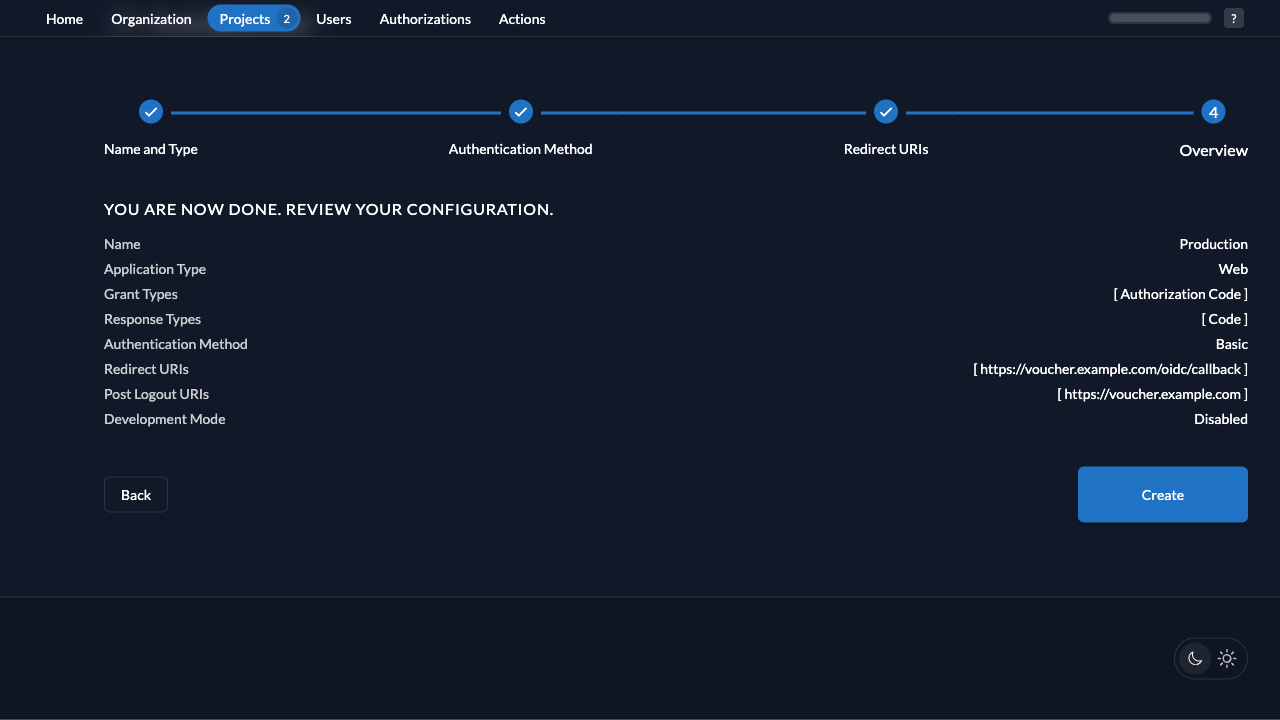 Home Organization Projects 2 Users Authorizations Actions ?
4
Name and Type Authentication Method Redirect URIs Overview
YOU ARE NOW DONE. REVIEW YOUR CONFIGURATION.
Name Production
Application Type Web
Grant Types [ Authorization Code ]
Response Types [ Code ]
Authentication Method Basic
Redirect URIs [ https://voucher.example.com/oidc/callback ]
Post Logout URIs [ https://voucher.example.com ]
Development Mode Disabled
Back Create